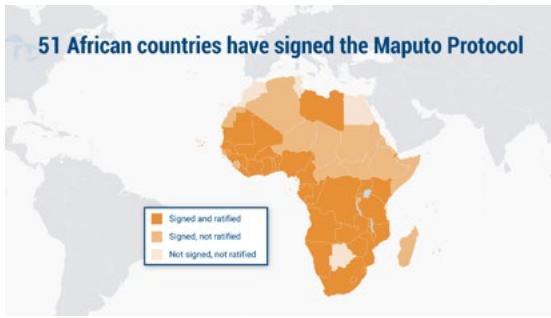 51 African countries have signed the Maputo Protocol
Signed and ratified
Signed, not ratified
Not signed, not ratified